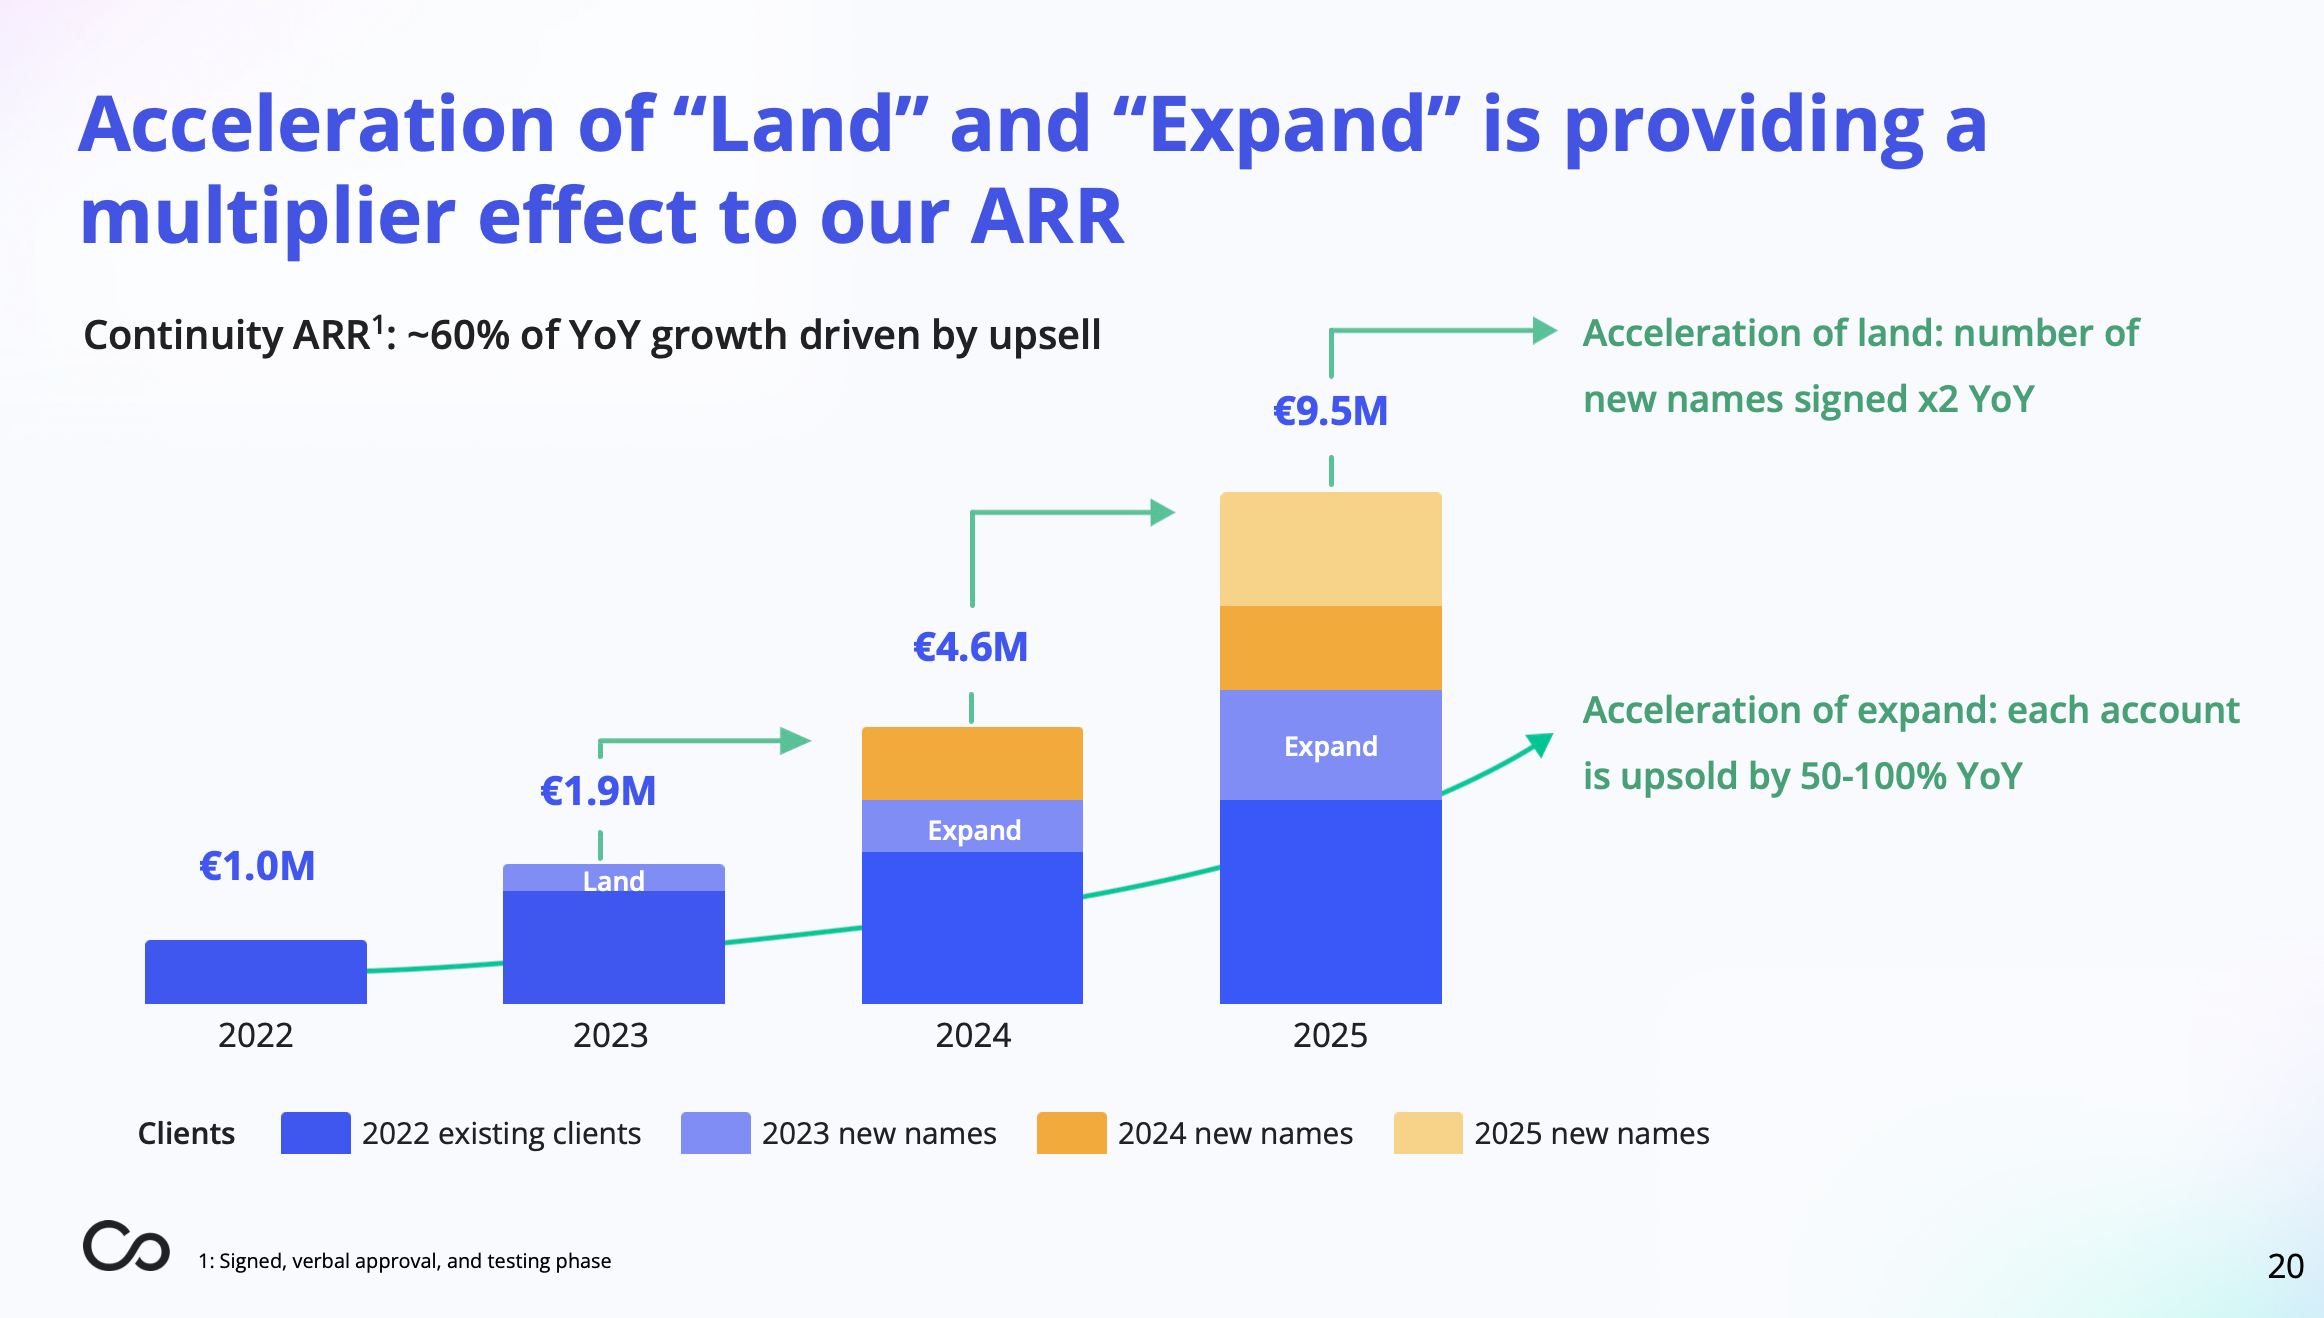 Acceleration of “Land” and “Expand” is providing a
multiplier effect to our ARR
Continuity ARR¹: ~60% of YoY growth driven by upsell
Acceleration of land: number of
new names signed x2 YoY
€9.5M
€4.6M
Acceleration of expand: each account
is upsold by 50-100% YoY
Expand
€1.9M
Expand
€1.0M
Land
2022
2023
2024
2025
Clients
2022 existing clients
2023 new names
2024 new names
2025 new names
1: Signed, verbal approval, and testing phase
20